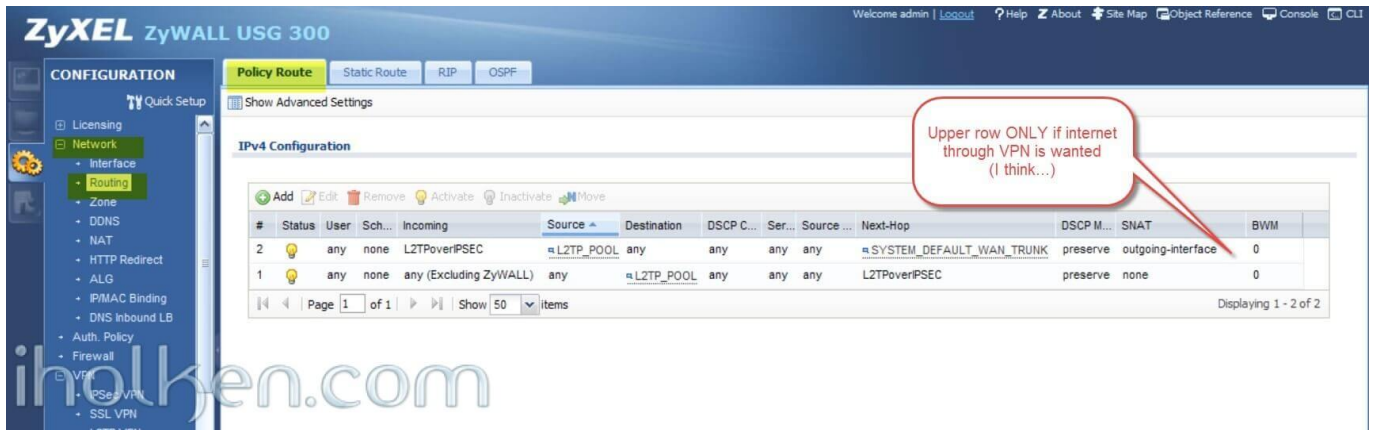 Welcome admin | Logout ?Help Z About Site Map Object Reference Console CLI
ZyXEL ZyWALL USG 300
CONFIGURATION
Quick Setup
Licensing
Network
Interface
Routing
Zone
DDNS
NAT
HTTP Redirect
ALG
IP/MAC Binding
DNS Inbound LB
Auth. Policy
Firewall
VPN
IPSec VPN
SSL VPN
Policy Route Static Route RIP OSPF
Show Advanced Settings
IPv4 Configuration
Upper row ONLY if internet
through VPN is wanted
(I think...)
Add Edit Remove Activate Inactivate Move
# Status User Sch... Incoming Source Destination DSCP C... Ser... Source ... Next-Hop DSCP M... SNAT BWM
2 any none L2TPoverIPSEC L2TP_POOL any any any any SYSTEM_DEFAULT_WAN_TRUNK preserve outgoing-interface 0
1 any none any (Excluding ZyWALL) any L2TP_POOL any any any L2TPoverIPSEC preserve none 0
Page 1 of 1 Show 50 items Displaying 1 - 2 of 2
iholken.com